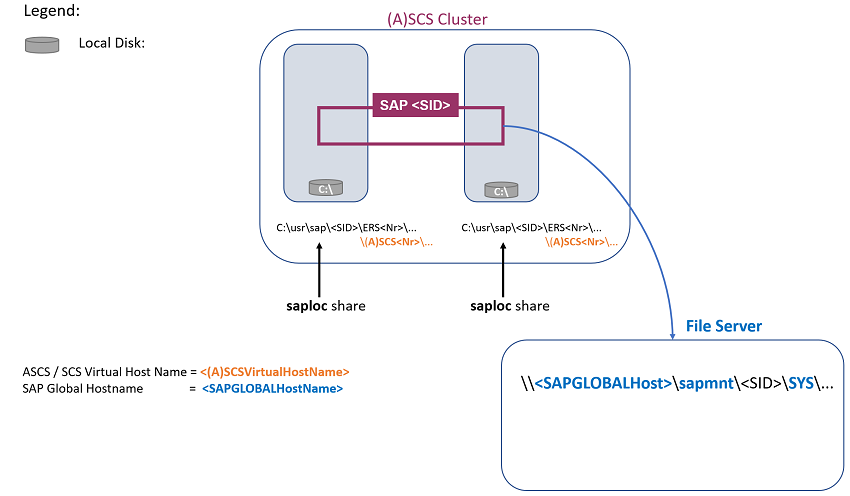 Legend:
Local Disk:
(A)SCS Cluster
SAP <SID>
C:\
C:\
C:\usr\sap\<SID>\ERS<Nr>\...
\(A)SCS<Nr>\...
C:\usr\sap\<SID>\ERS<Nr>\...
\(A)SCS<Nr>\...
saploc share
saploc share
File Server
\\<SAPGLOBALHost>\sapmnt\<SID>\SYS\...
ASCS / SCS Virtual Host Name = <(A)SCSVirtualHostName>
SAP Global Hostname = <SAPGLOBALHostName>